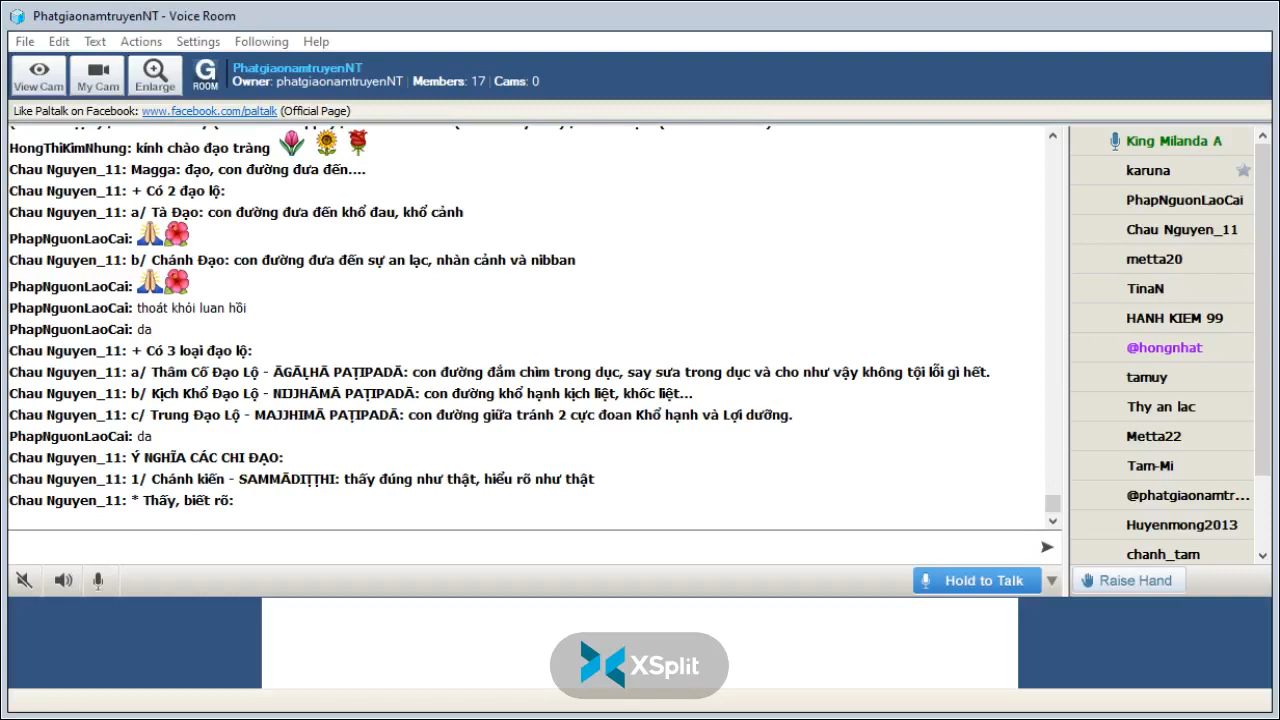 PhatgiaonamtruyenNT - Voice Room
File Edit Text Actions Settings Following Help
View Cam My Cam Enlarge G ROOM
PhatgiaonamtruyenNT
Owner: phatgiaonamtruyenNT | Members: 17 | Cams: 0
Like Paltalk on Facebook: www.facebook.com/paltalk (Official Page)
HongThiKimNhung: kính chào đạo tràng
Chau Nguyen_11: Magga: đạo, con đường đưa đến....
Chau Nguyen_11: + Có 2 đạo lộ:
Chau Nguyen_11: a/ Tà Đạo: con đường đưa đến khổ đau, khổ cảnh
PhapNguonLaoCai:
Chau Nguyen_11: b/ Chánh Đạo: con đường đưa đến sự an lạc, nhàn cảnh và nibban
PhapNguonLaoCai:
PhapNguonLaoCai: thoát khỏi luan hồi
PhapNguonLaoCai: da
Chau Nguyen_11: + Có 3 loại đạo lộ:
Chau Nguyen_11: a/ Thâm Cố Đạo Lộ - ĀGĀḶHĀ PAṬIPADĀ: con đường đắm chìm trong dục, say sưa trong dục và cho như vậy không tội lỗi gì hết.
Chau Nguyen_11: b/ Kịch Khổ Đạo Lộ - NIJJHĀMĀ PAṬIPADĀ: con đường khổ hạnh kịch liệt, khốc liệt...
Chau Nguyen_11: c/ Trung Đạo Lộ - MAJJHIMĀ PAṬIPADĀ: con đường giữa tránh 2 cực đoan Khổ hạnh và Lợi dưỡng.
PhapNguonLaoCai: da
Chau Nguyen_11: Ý NGHĨA CÁC CHI ĐẠO:
Chau Nguyen_11: 1/ Chánh kiến - SAMMĀDIṬṬHI: thấy đúng như thật, hiểu rõ như thật
Chau Nguyen_11: * Thấy, biết rõ:
King Milanda A
karuna
PhapNguonLaoCai
Chau Nguyen_11
metta20
TinaN
HANH KIEM 99
@hongnhat
tamuy
Thy an lac
Metta22
Tam-Mi
@phatgiaonamtr...
Huyenmong2013
chanh_tam
Hold to Talk
Raise Hand
XSplit